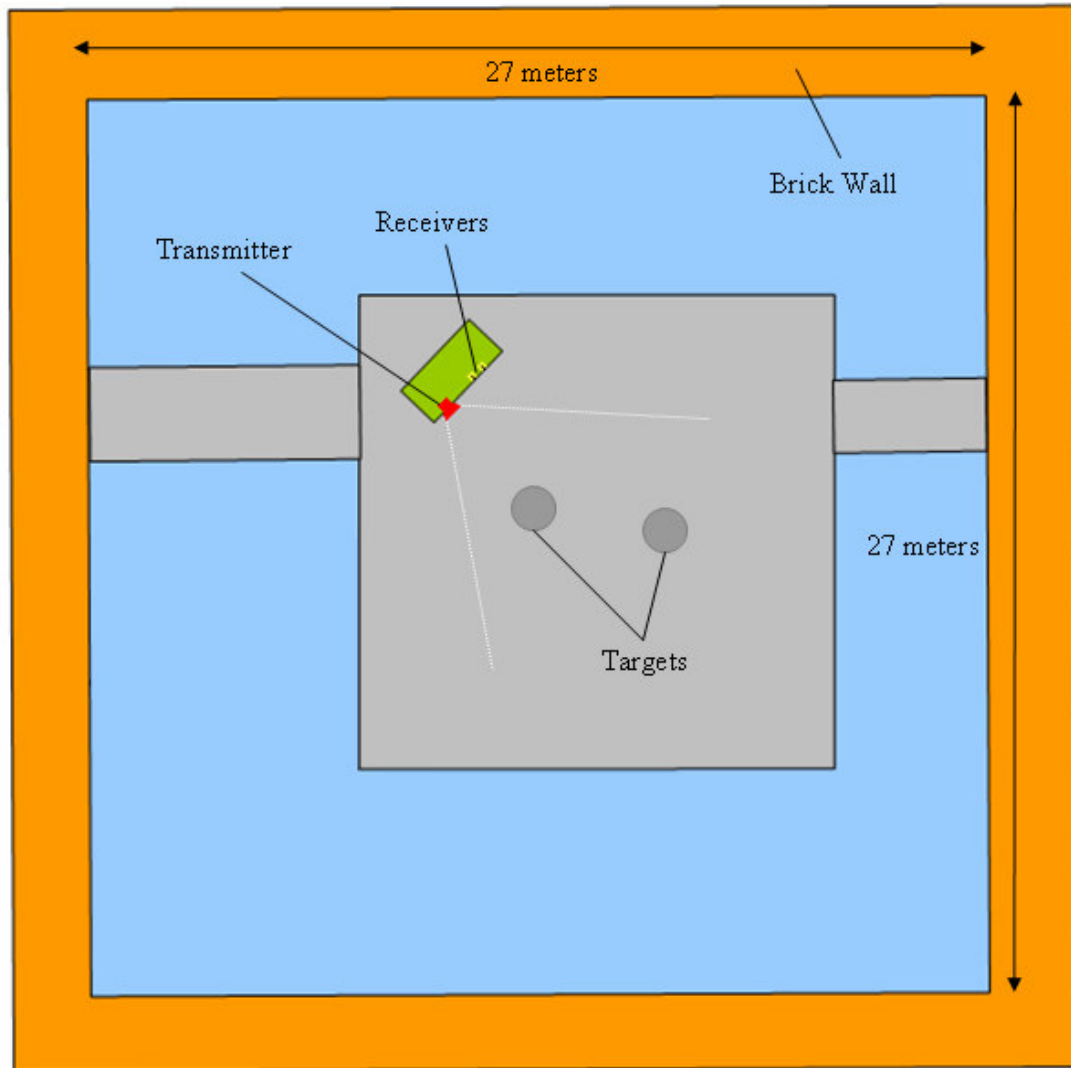 27 meters
Brick Wall
Receivers
Transmitter
27 meters
Targets